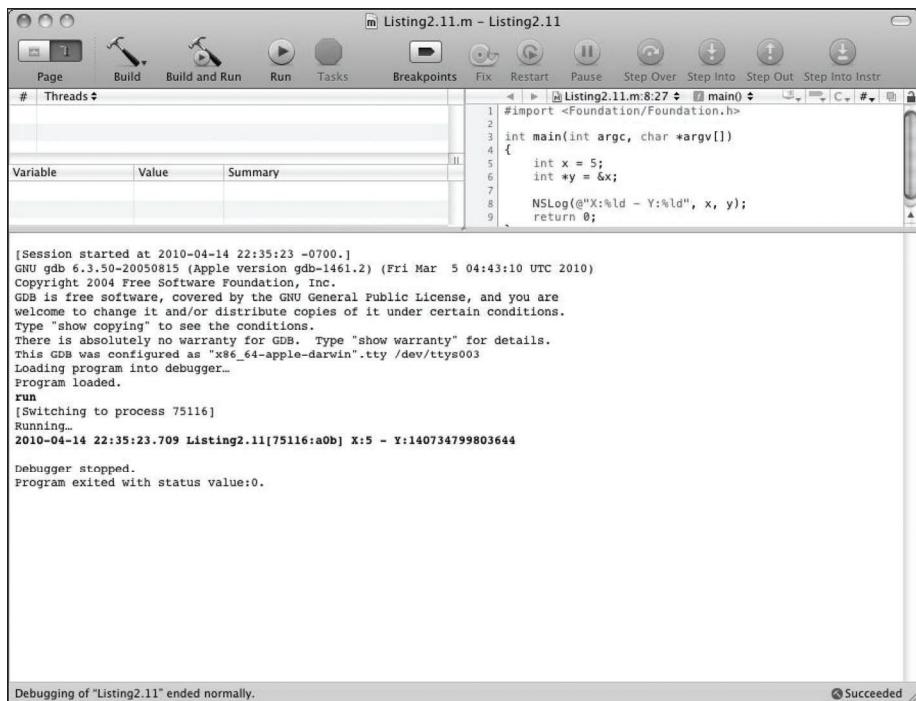 Listing2.11.m - Listing2.11
Page Build Build and Run Run Tasks Breakpoints Fix Restart Pause Step Over Step Into Step Out Step Into Instr
# Threads
Listing2.11.m:8:27 main() C #
Variable Value Summary
1 #import <Foundation/Foundation.h>
2
3 int main(int argc, char *argv[])
4 {
5 int x = 5;
6 int *y = &x;
7
8 NSLog(@"X:%ld - Y:%ld", x, y);
9 return 0;
[Session started at 2010-04-14 22:35:23 -0700.]
GNU gdb 6.3.50-20050815 (Apple version gdb-1461.2) (Fri Mar 5 04:43:10 UTC 2010)
Copyright 2004 Free Software Foundation, Inc.
GDB is free software, covered by the GNU General Public License, and you are
welcome to change it and/or distribute copies of it under certain conditions.
Type "show copying" to see the conditions.
There is absolutely no warranty for GDB. Type "show warranty" for details.
This GDB was configured as "x86_64-apple-darwin".tty /dev/ttys003
Loading program into debugger…
Program loaded.
run
[Switching to process 75116]
Running…
2010-04-14 22:35:23.709 Listing2.11[75116:a0b] X:5 - Y:140734799803644
Debugger stopped.
Program exited with status value:0.
Debugging of "Listing2.11" ended normally.
Succeeded